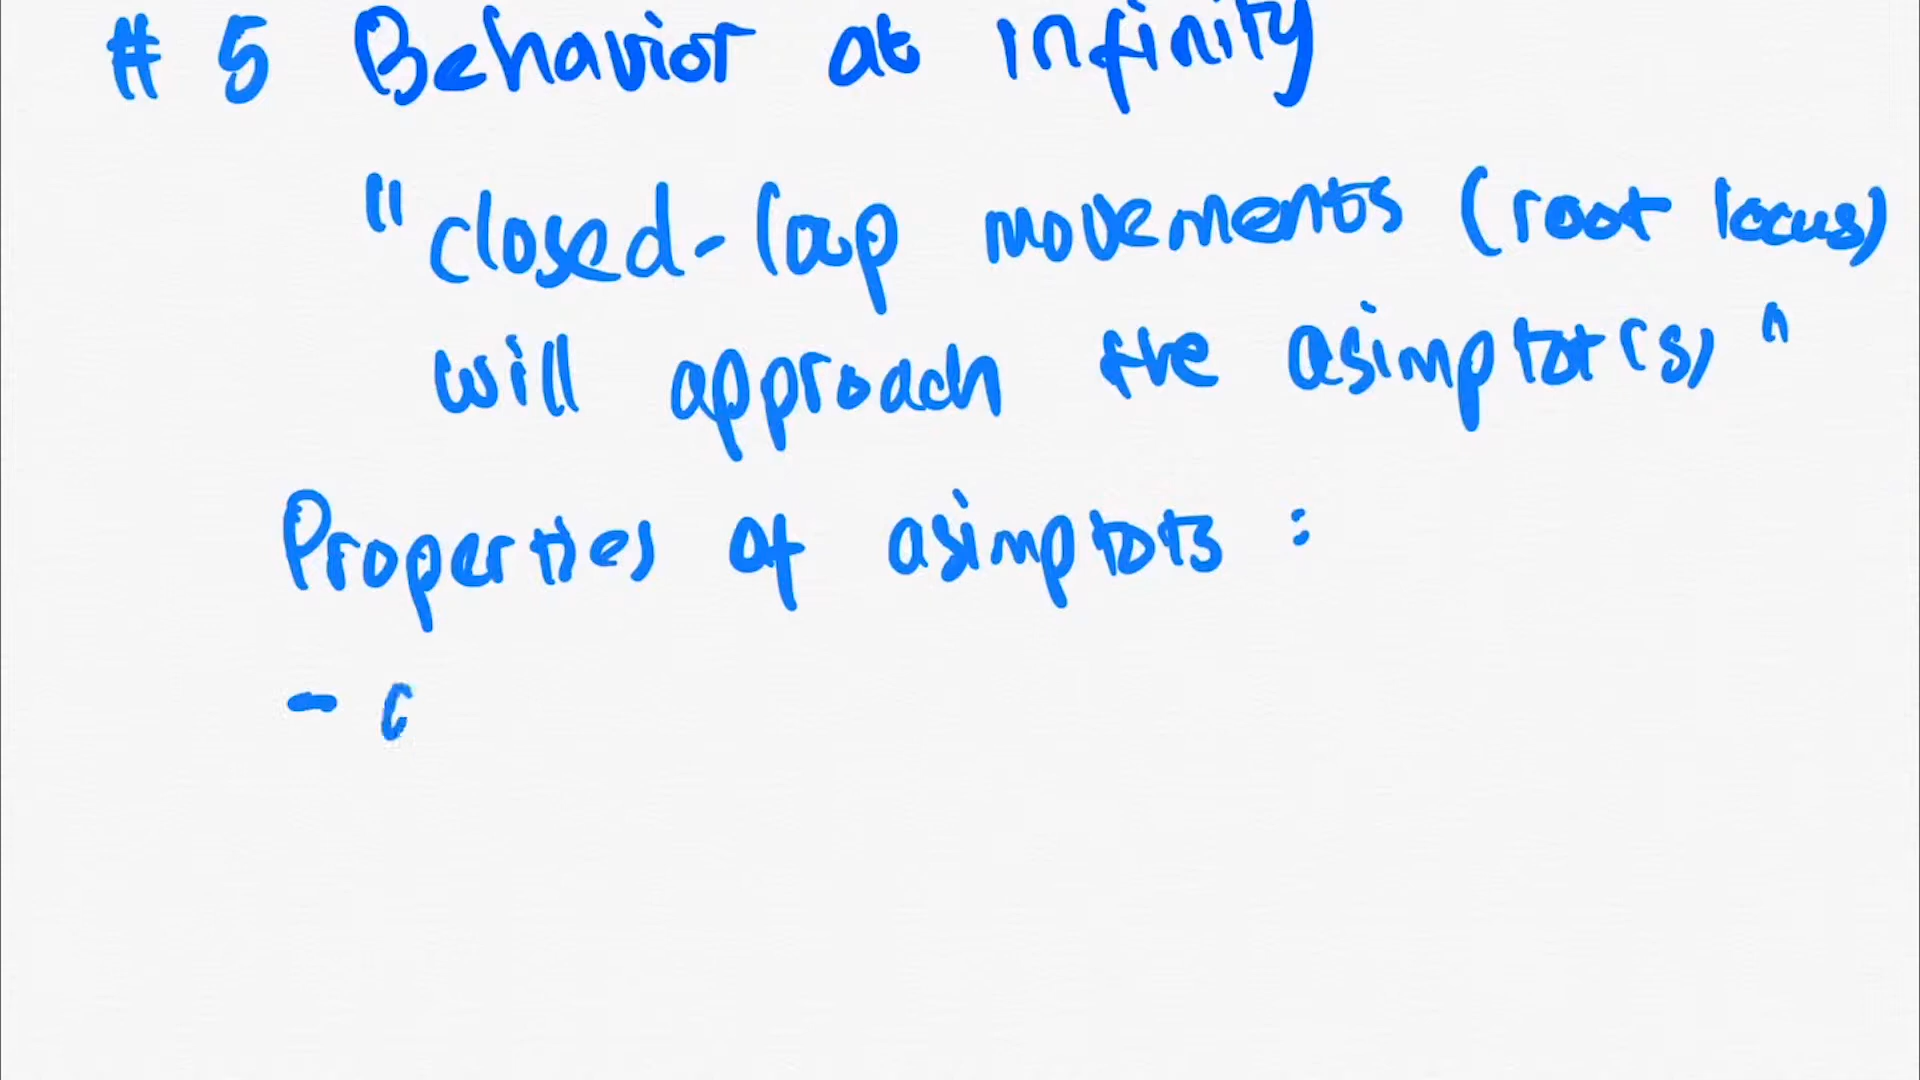 # 5 Behavior at infinity
"closed-loop movements (root locus)
will approach the asimptot(s)"
Properties of asimptots :
-